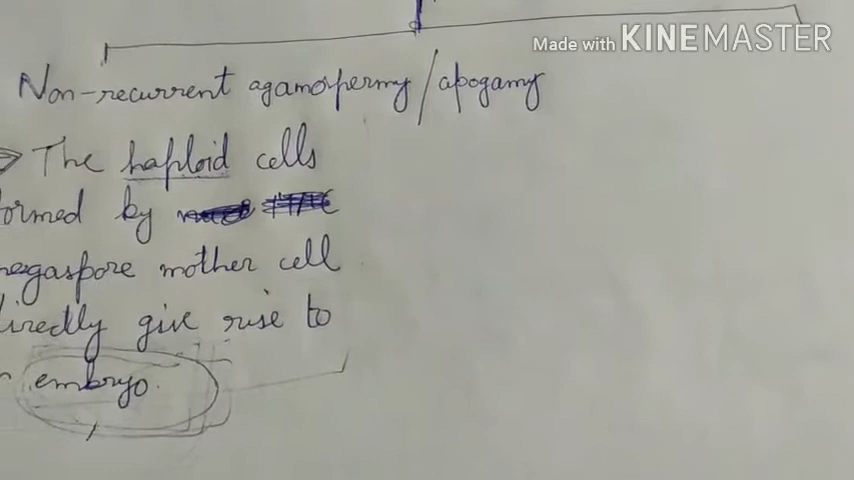 Made with KINEMASTER
Non-recurrent agamospermy/apogamy
The haploid cells
formed by
megaspore mother cell
directly give rise to
embryo.